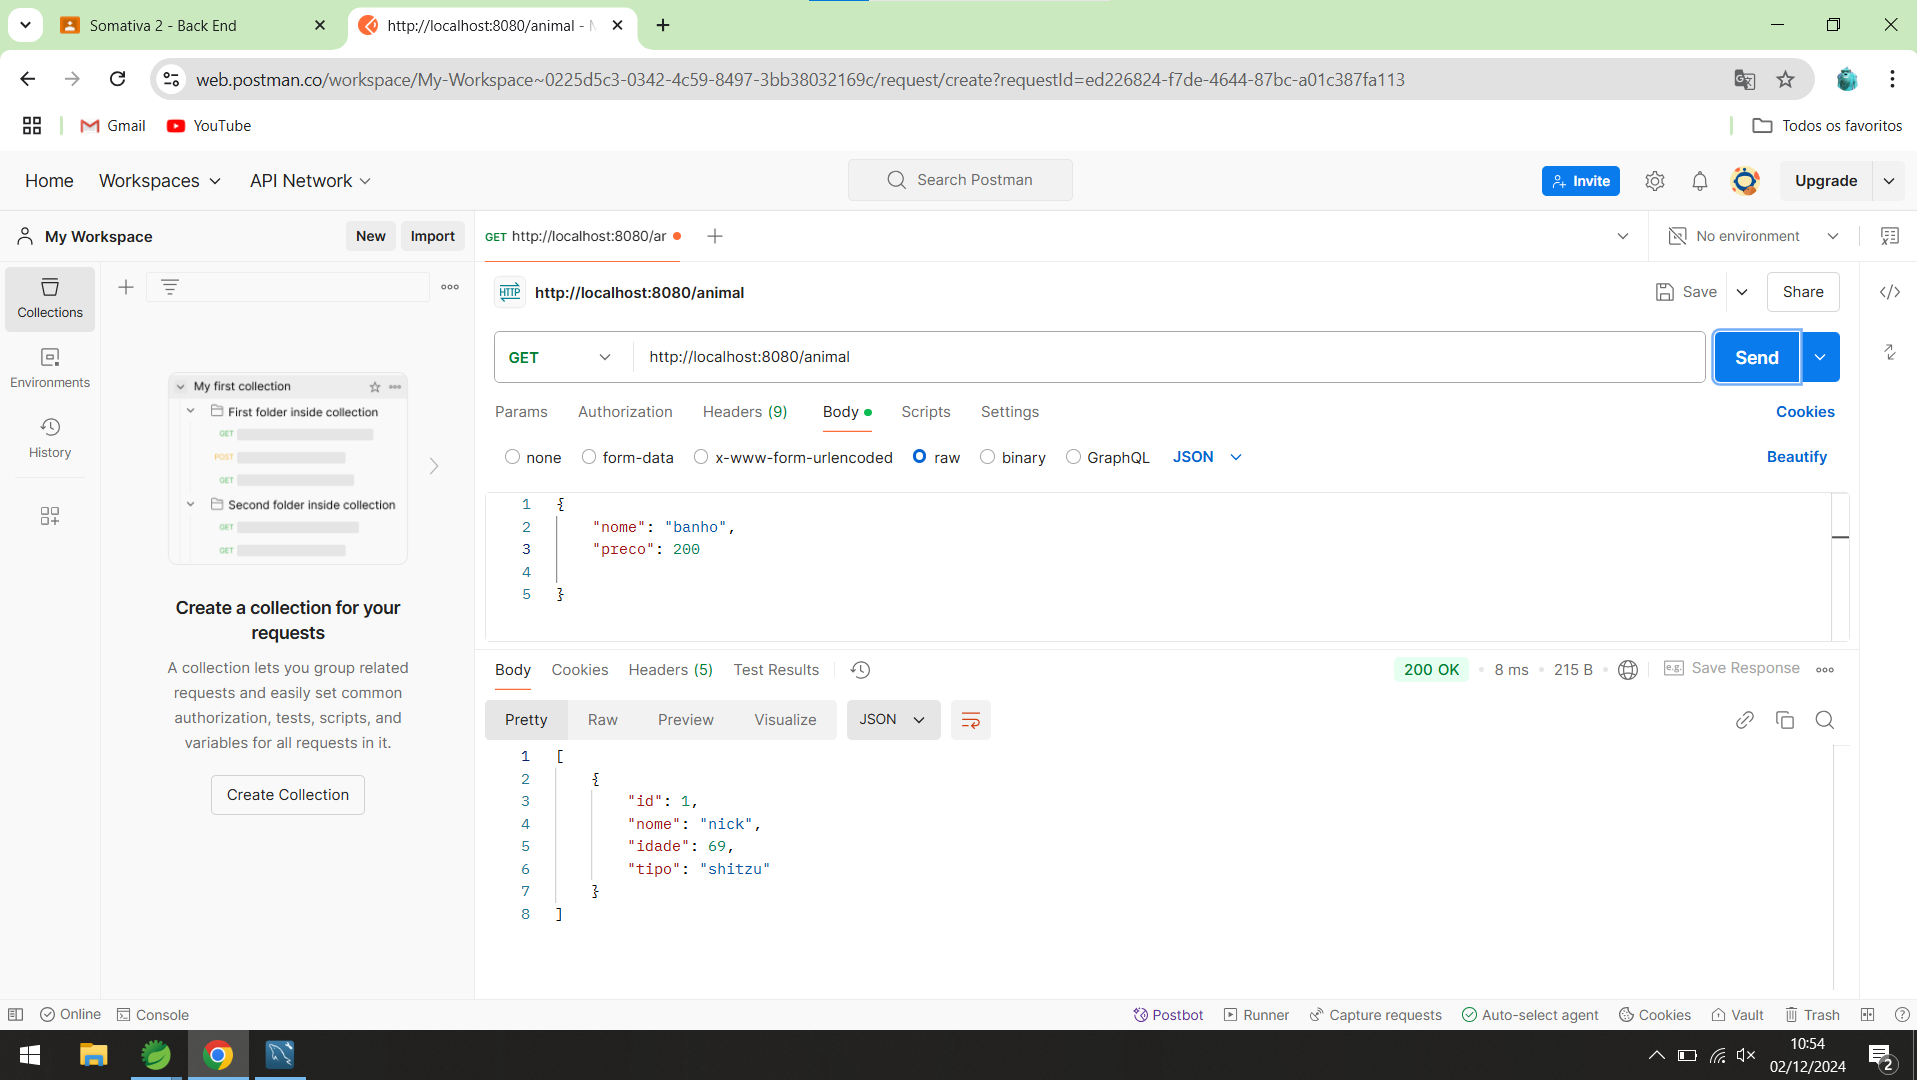 Somativa 2 - Back End
http://localhost:8080/animal - M
web.postman.co/workspace/My-Workspace~0225d5c3-0342-4c59-8497-3bb38032169c/request/create?requestId=ed226824-f7de-4644-87bc-a01c387fa113
Gmail
YouTube
Todos os favoritos
Home
Workspaces
API Network
Search Postman
Invite
Upgrade
My Workspace
New
Import
GET http://localhost:8080/ar
No environment
Collections
Environments
History
HTTP
http://localhost:8080/animal
Save
Share
GET
http://localhost:8080/animal
Send
Params
Authorization
Headers (9)
Body
Scripts
Settings
Cookies
none
form-data
x-www-form-urlencoded
raw
binary
GraphQL
JSON
Beautify
1 {
2 "nome": "banho",
3 "preco": 200
4
5 }
My first collection
First folder inside collection
GET
POST
GET
Second folder inside collection
GET
GET
Create a collection for your
requests
A collection lets you group related
requests and easily set common
authorization, tests, scripts, and
variables for all requests in it.
Create Collection
Body
Cookies
Headers (5)
Test Results
200 OK
8 ms
215 B
e.g.
Save Response
Pretty
Raw
Preview
Visualize
JSON
1 [
2 {
3 "id": 1,
4 "nome": "nick",
5 "idade": 69,
6 "tipo": "shitzu"
7 }
8 ]
Online
Console
Postbot
Runner
Capture requests
Auto-select agent
Cookies
Vault
Trash
10:54
02/12/2024
2